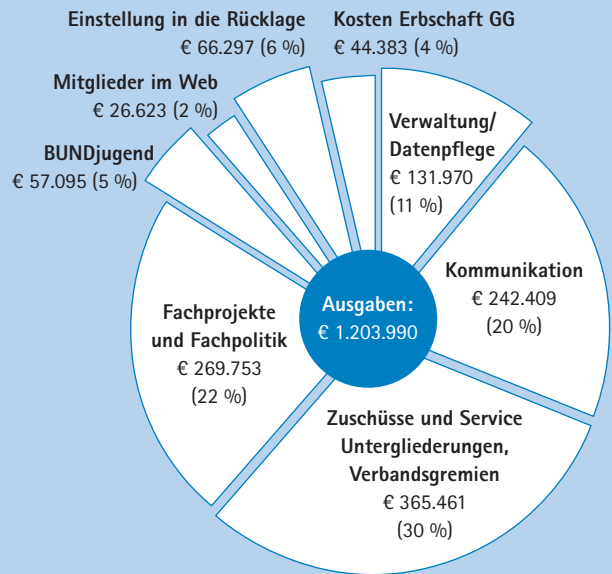 Einstellung in die Rücklage
€ 66.297 (6 %)
Kosten Erbschaft GG
€ 44.383 (4 %)
Mitglieder im Web
€ 26.623 (2 %)
BUNDjugend
€ 57.095 (5 %)
Verwaltung/
Datenpflege
€ 131.970
(11 %)
Kommunikation
€ 242.409
(20 %)
Ausgaben:
€ 1.203.990
Fachprojekte
und Fachpolitik
€ 269.753
(22 %)
Zuschüsse und Service
Untergliederungen,
Verbandsgremien
€ 365.461
(30 %)